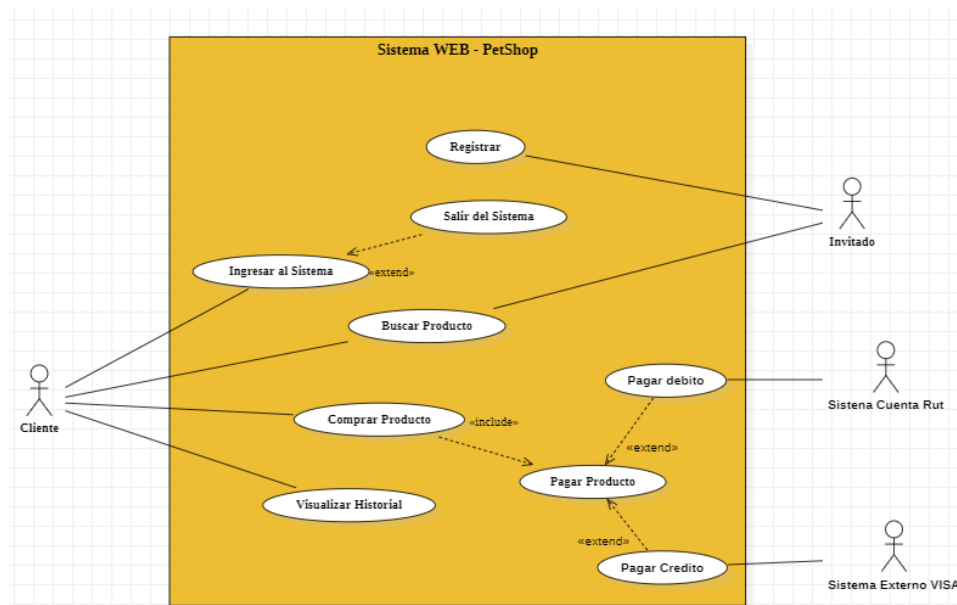 Sistema WEB - PetShop
Registrar
Salir del Sistema
Invitado
Ingresar al Sistema
«extend»
Buscar Producto
Pagar debito
Sistena Cuenta Rut
Cliente
Comprar Producto
«include»
«extend»
Pagar Producto
Visualizar Historial
«extend»
Pagar Credito
Sistema Externo VISA